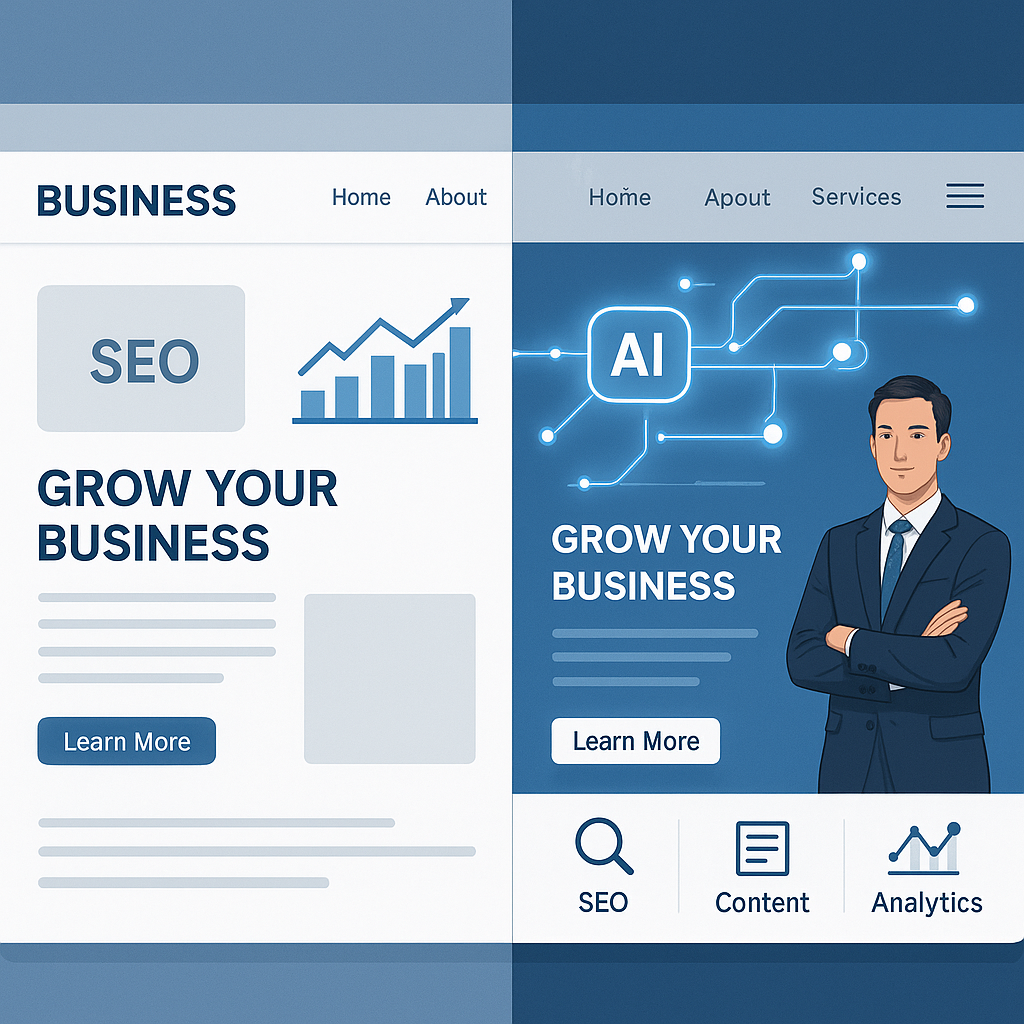 BUSINESS
Home About
SEO
GROW YOUR
BUSINESS
Learn More
Hom̌e Apout Services
AI
GROW YOUR
BUSINESS
Learn More
SEO Content Analytics